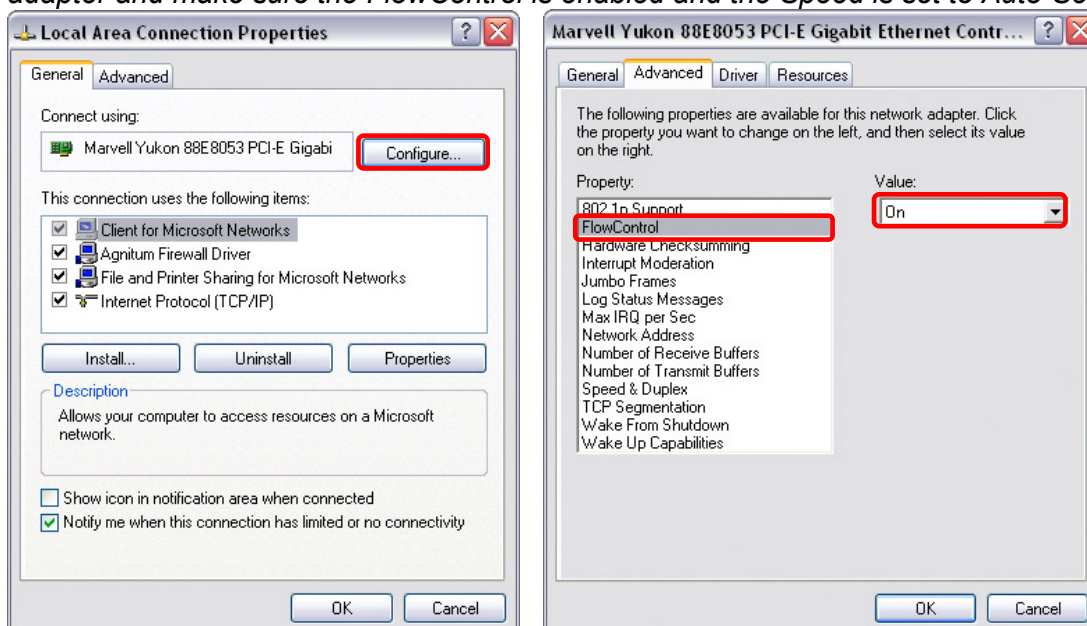 adapter and make sure the FlowControl is enabled and the Speed is set to Auto
Local Area Connection Properties
General Advanced
Connect using:
Marvell Yukon 88E8053 PCI-E Gigabi
Configure...
This connection uses the following items:
Client for Microsoft Networks
Agnitum Firewall Driver
File and Printer Sharing for Microsoft Networks
Internet Protocol (TCP/IP)
Install... Uninstall Properties
Description
Allows your computer to access resources on a Microsoft
network.
Show icon in notification area when connected
Notify me when this connection has limited or no connectivity
OK Cancel
Marvell Yukon 88E8053 PCI-E Gigabit Ethernet Contr...
General Advanced Driver Resources
The following properties are available for this network adapter. Click
the property you want to change on the left, and then select its value
on the right.
Property:
Value:
802.1p Support
On
FlowControl
Hardware Checksumming
Interrupt Moderation
Jumbo Frames
Log Status Messages
Max IRQ per Sec
Network Address
Number of Receive Buffers
Number of Transmit Buffers
Speed & Duplex
TCP Segmentation
Wake From Shutdown
Wake Up Capabilities
OK Cancel